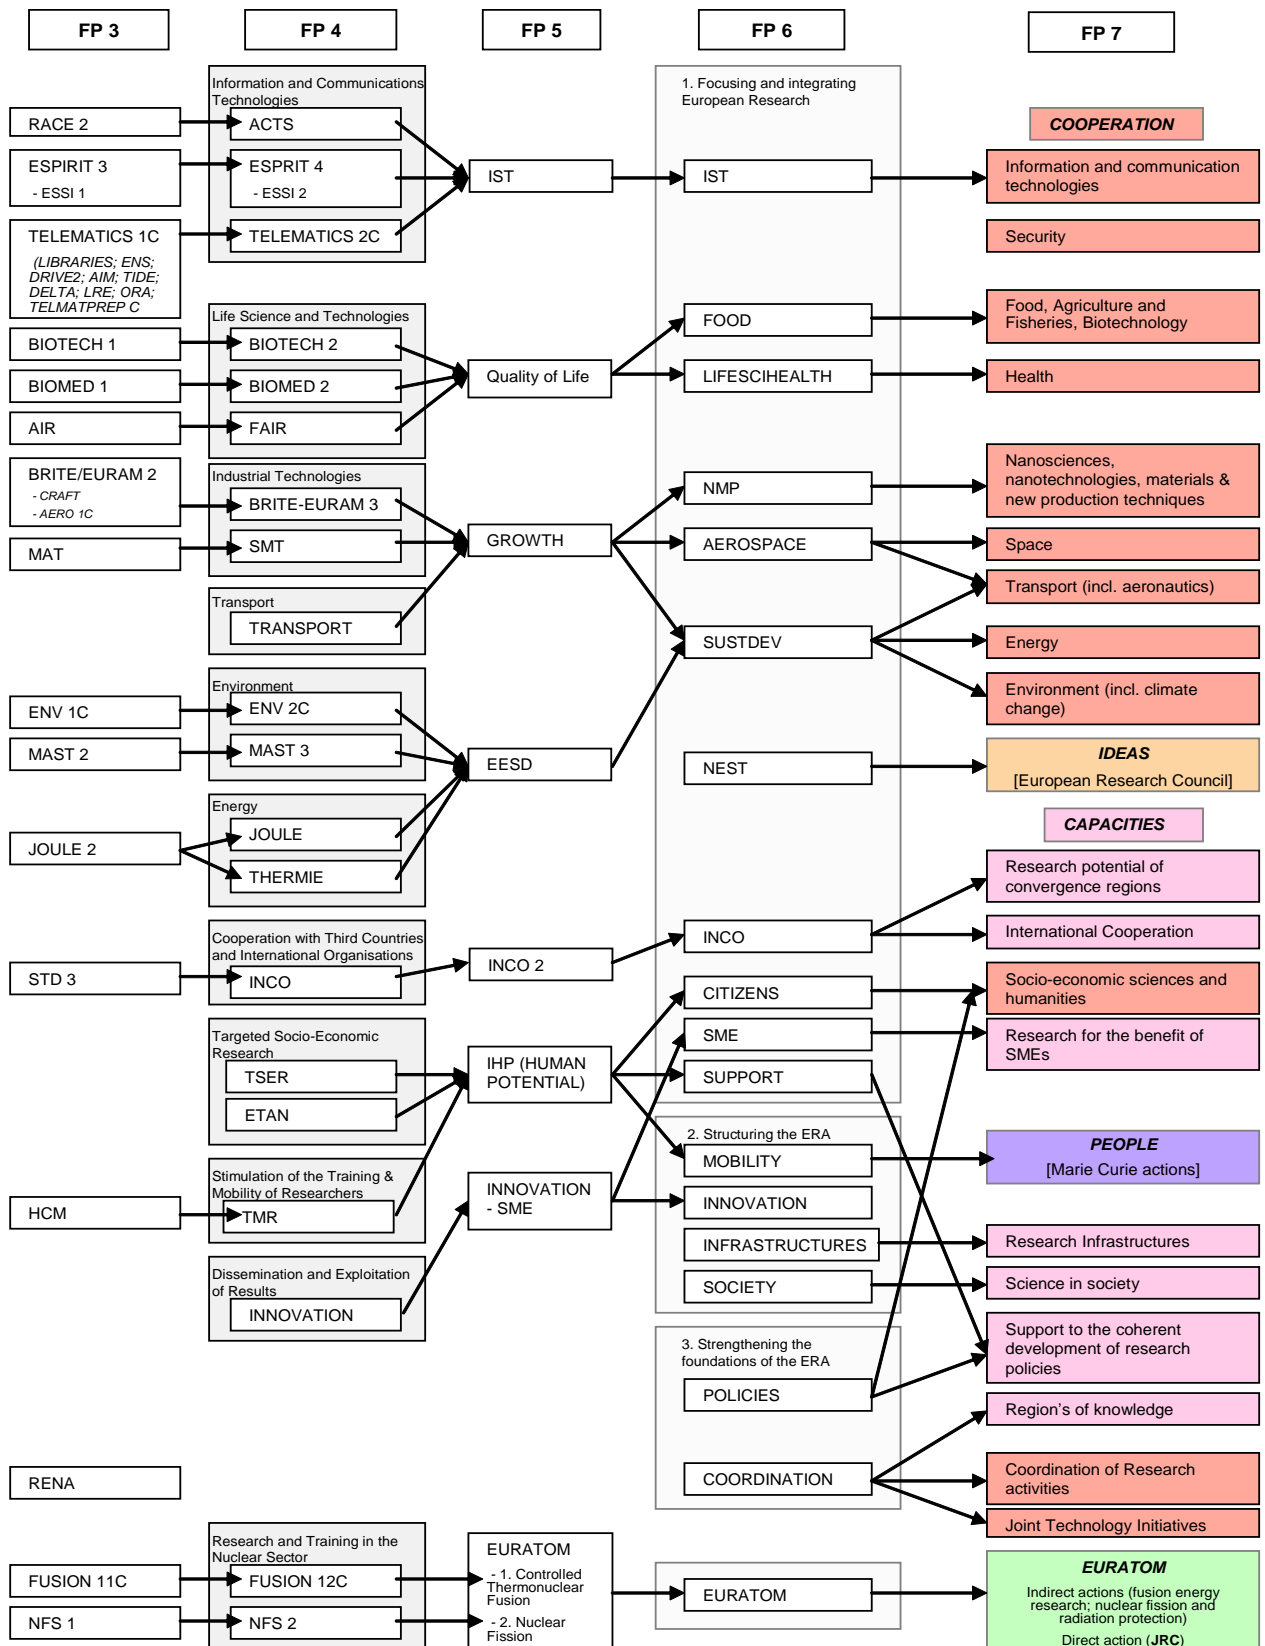 FP 3
FP 4
FP 5
FP 6
FP 7
RACE 2
ESPIRIT 3
- ESSI 1
TELEMATICS 1C
(LIBRARIES; ENS;
DRIVE2; AIM; TIDE;
DELTA; LRE; ORA;
TELMATPREP C
BIOTECH 1
BIOMED 1
AIR
BRITE/EURAM 2
- CRAFT
- AERO 1C
MAT
ENV 1C
MAST 2
JOULE 2
STD 3
HCM
RENA
FUSION 11C
NFS 1
Information and Communications
Technologies
ACTS
ESPRIT 4
- ESSI 2
TELEMATICS 2C
Life Science and Technologies
BIOTECH 2
BIOMED 2
FAIR
Industrial Technologies
BRITE-EURAM 3
SMT
Transport
TRANSPORT
Environment
ENV 2C
MAST 3
Energy
JOULE
THERMIE
Cooperation with Third Countries
and International Organisations
INCO
Targeted Socio-Economic
Research
TSER
ETAN
Stimulation of the Training &
Mobility of Researchers
TMR
Dissemination and Exploitation
of Results
INNOVATION
Research and Training in the
Nuclear Sector
FUSION 12C
NFS 2
IST
Quality of Life
GROWTH
EESD
INCO 2
IHP (HUMAN
POTENTIAL)
INNOVATION
- SME
EURATOM
- 1. Controlled
Thermonuclear
Fusion
- 2. Nuclear
Fission
1. Focusing and integrating
European Research
IST
FOOD
LIFESCIHEALTH
NMP
AEROSPACE
SUSTDEV
NEST
INCO
CITIZENS
SME
SUPPORT
2. Structuring the ERA
MOBILITY
INNOVATION
INFRASTRUCTURES
SOCIETY
3. Strengthening the
foundations of the ERA
POLICIES
COORDINATION
EURATOM
COOPERATION
Information and communication
technologies
Security
Food, Agriculture and
Fisheries, Biotechnology
Health
Nanosciences,
nanotechnologies, materials &
new production techniques
Space
Transport (incl. aeronautics)
Energy
Environment (incl. climate
change)
IDEAS
[European Research Council]
CAPACITIES
Research potential of
convergence regions
International Cooperation
Socio-economic sciences and
humanities
Research for the benefit of
SMEs
PEOPLE
[Marie Curie actions]
Research Infrastructures
Science in society
Support to the coherent
development of research
policies
Region's of knowledge
Coordination of Research
activities
Joint Technology Initiatives
EURATOM
Indirect actions (fusion energy
research; nuclear fission and
radiation protection)
Direct action (JRC)